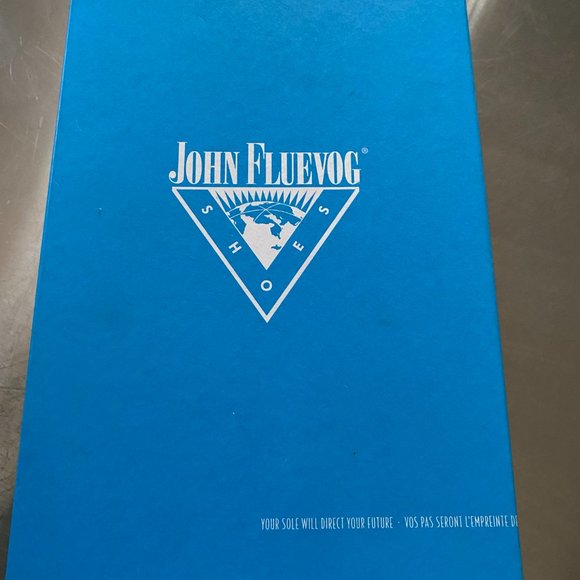 JOHN FLUEVOG®
SHOES
YOUR SOLE WILL DIRECT YOUR FUTURE · VOS PAS SERONT L'EMPREINTE